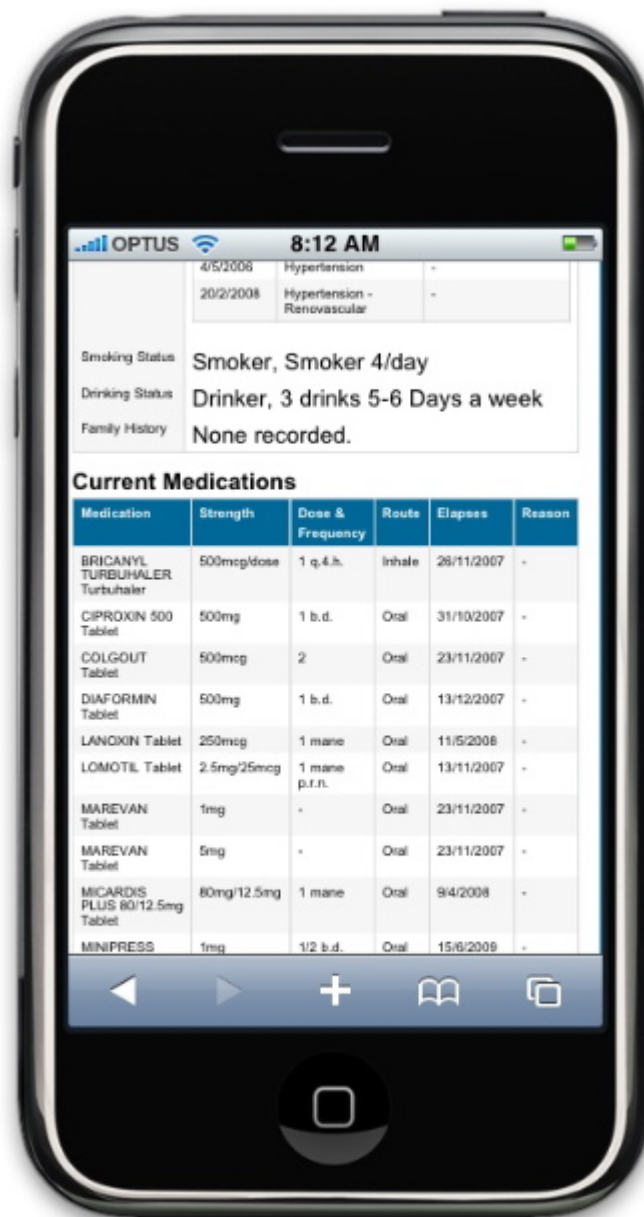 OPTUS 8:12 AM
4/5/2006 Hypertension -
20/2/2008 Hypertension - -
Renovascular
Smoking Status Smoker, Smoker 4/day
Drinking Status Drinker, 3 drinks 5-6 Days a week
Family History None recorded.
Current Medications
Medication Strength Dose & Route Elapses Reason
Frequency
BRICANYL 500mcg/dose 1 q.4.h. Inhale 26/11/2007 -
TURBUHALER
Turbuhaler
CIPROXIN 500 500mg 1 b.d. Oral 31/10/2007 -
Tablet
COLGOUT 500mcg 2 Oral 23/11/2007 -
Tablet
DIAFORMIN 500mg 1 b.d. Oral 13/12/2007 -
Tablet
LANOXIN Tablet 250mcg 1 mane Oral 11/5/2008 -
LOMOTIL Tablet 2.5mg/25mcg 1 mane Oral 13/11/2007 -
p.r.n.
MAREVAN 1mg - Oral 23/11/2007 -
Tablet
MAREVAN 5mg - Oral 23/11/2007 -
Tablet
MICARDIS 80mg/12.5mg 1 mane Oral 9/4/2008 -
PLUS 80/12.5mg
Tablet
MINIPRESS 1mg 1/2 b.d. Oral 15/6/2009 -